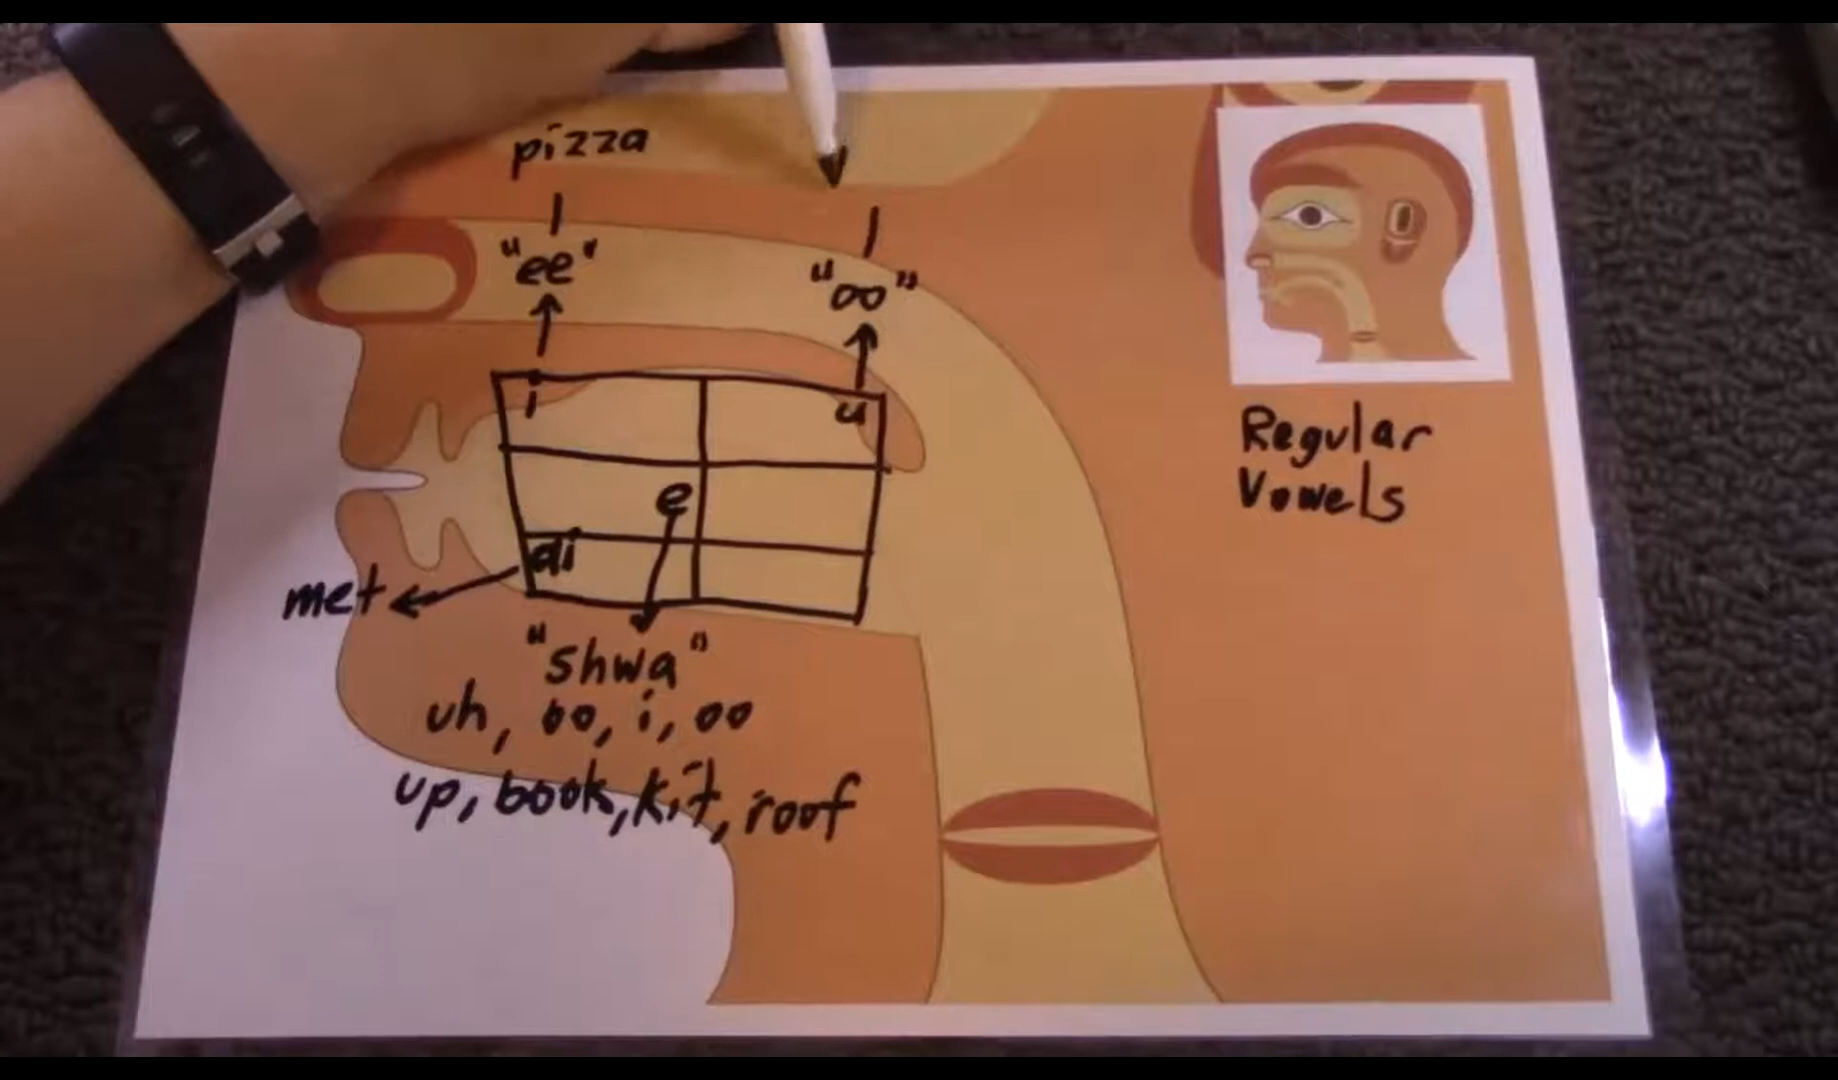 pizza
"ee" "oo"
i u
e
ai
met
"shwa"
uh, oo, i, oo
up, book, kit, roof
Regular
Vowels